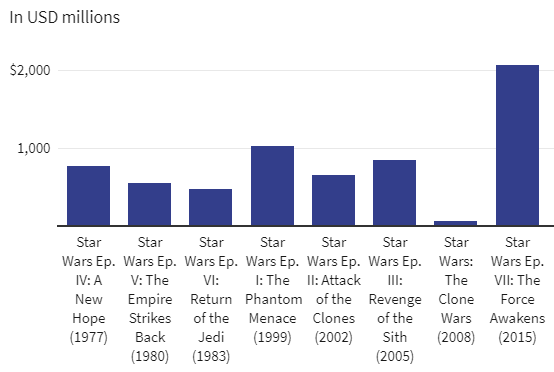 In USD millions
$2,000
1,000
Star
Wars Ep.
IV: A
New
Hope
(1977)
Star
Wars Ep.
V: The
Empire
Strikes
Back
(1980)
Star
Wars Ep.
VI:
Return
of the
Jedi
(1983)
Star
Wars Ep.
I: The
Phantom
Menace
(1999)
Star
Wars Ep.
II: Attack
of the
Clones
(2002)
Star
Wars Ep.
III:
Revenge
of the
Sith
(2005)
Star
Wars:
The
Clone
Wars
(2008)
Star
Wars Ep.
VII: The
Force
Awakens
(2015)